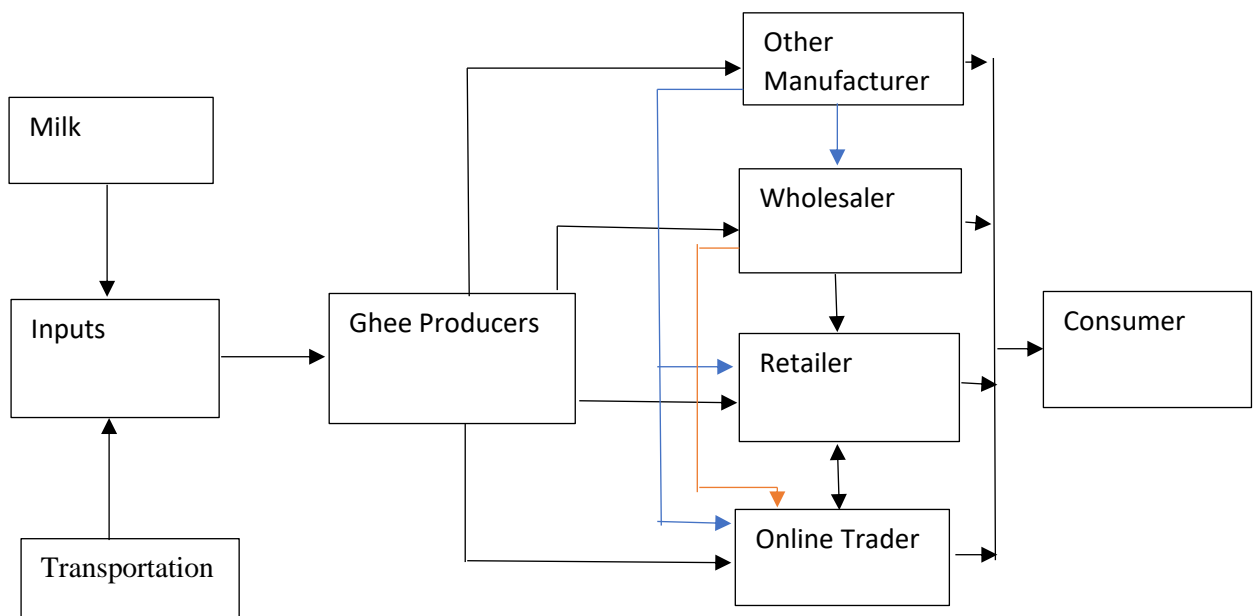 Other
Manufacturer
Milk
Wholesaler
Inputs
Ghee Producers
Retailer
Consumer
Transportation
Online Trader